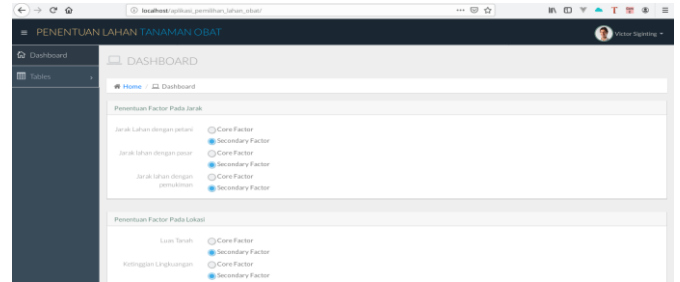 localhost/aplikasi_pemilihan_lahan_obat/
PENENTUAN LAHAN TANAMAN OBAT
Victor Siginting
Dashboard
Tables
DASHBOARD
Home / Dashboard
Penentuan Factor Pada Jarak
Jarak Lahan dengan petani
Core Factor
Secondary Factor
Jarak lahan dengan pasar
Core Factor
Secondary Factor
Jarak lahan dengan
pemukiman
Core Factor
Secondary Factor
Penentuan Factor Pada Lokasi
Luas Tanah
Core Factor
Secondary Factor
Ketinggian Lingkungan
Core Factor
Secondary Factor